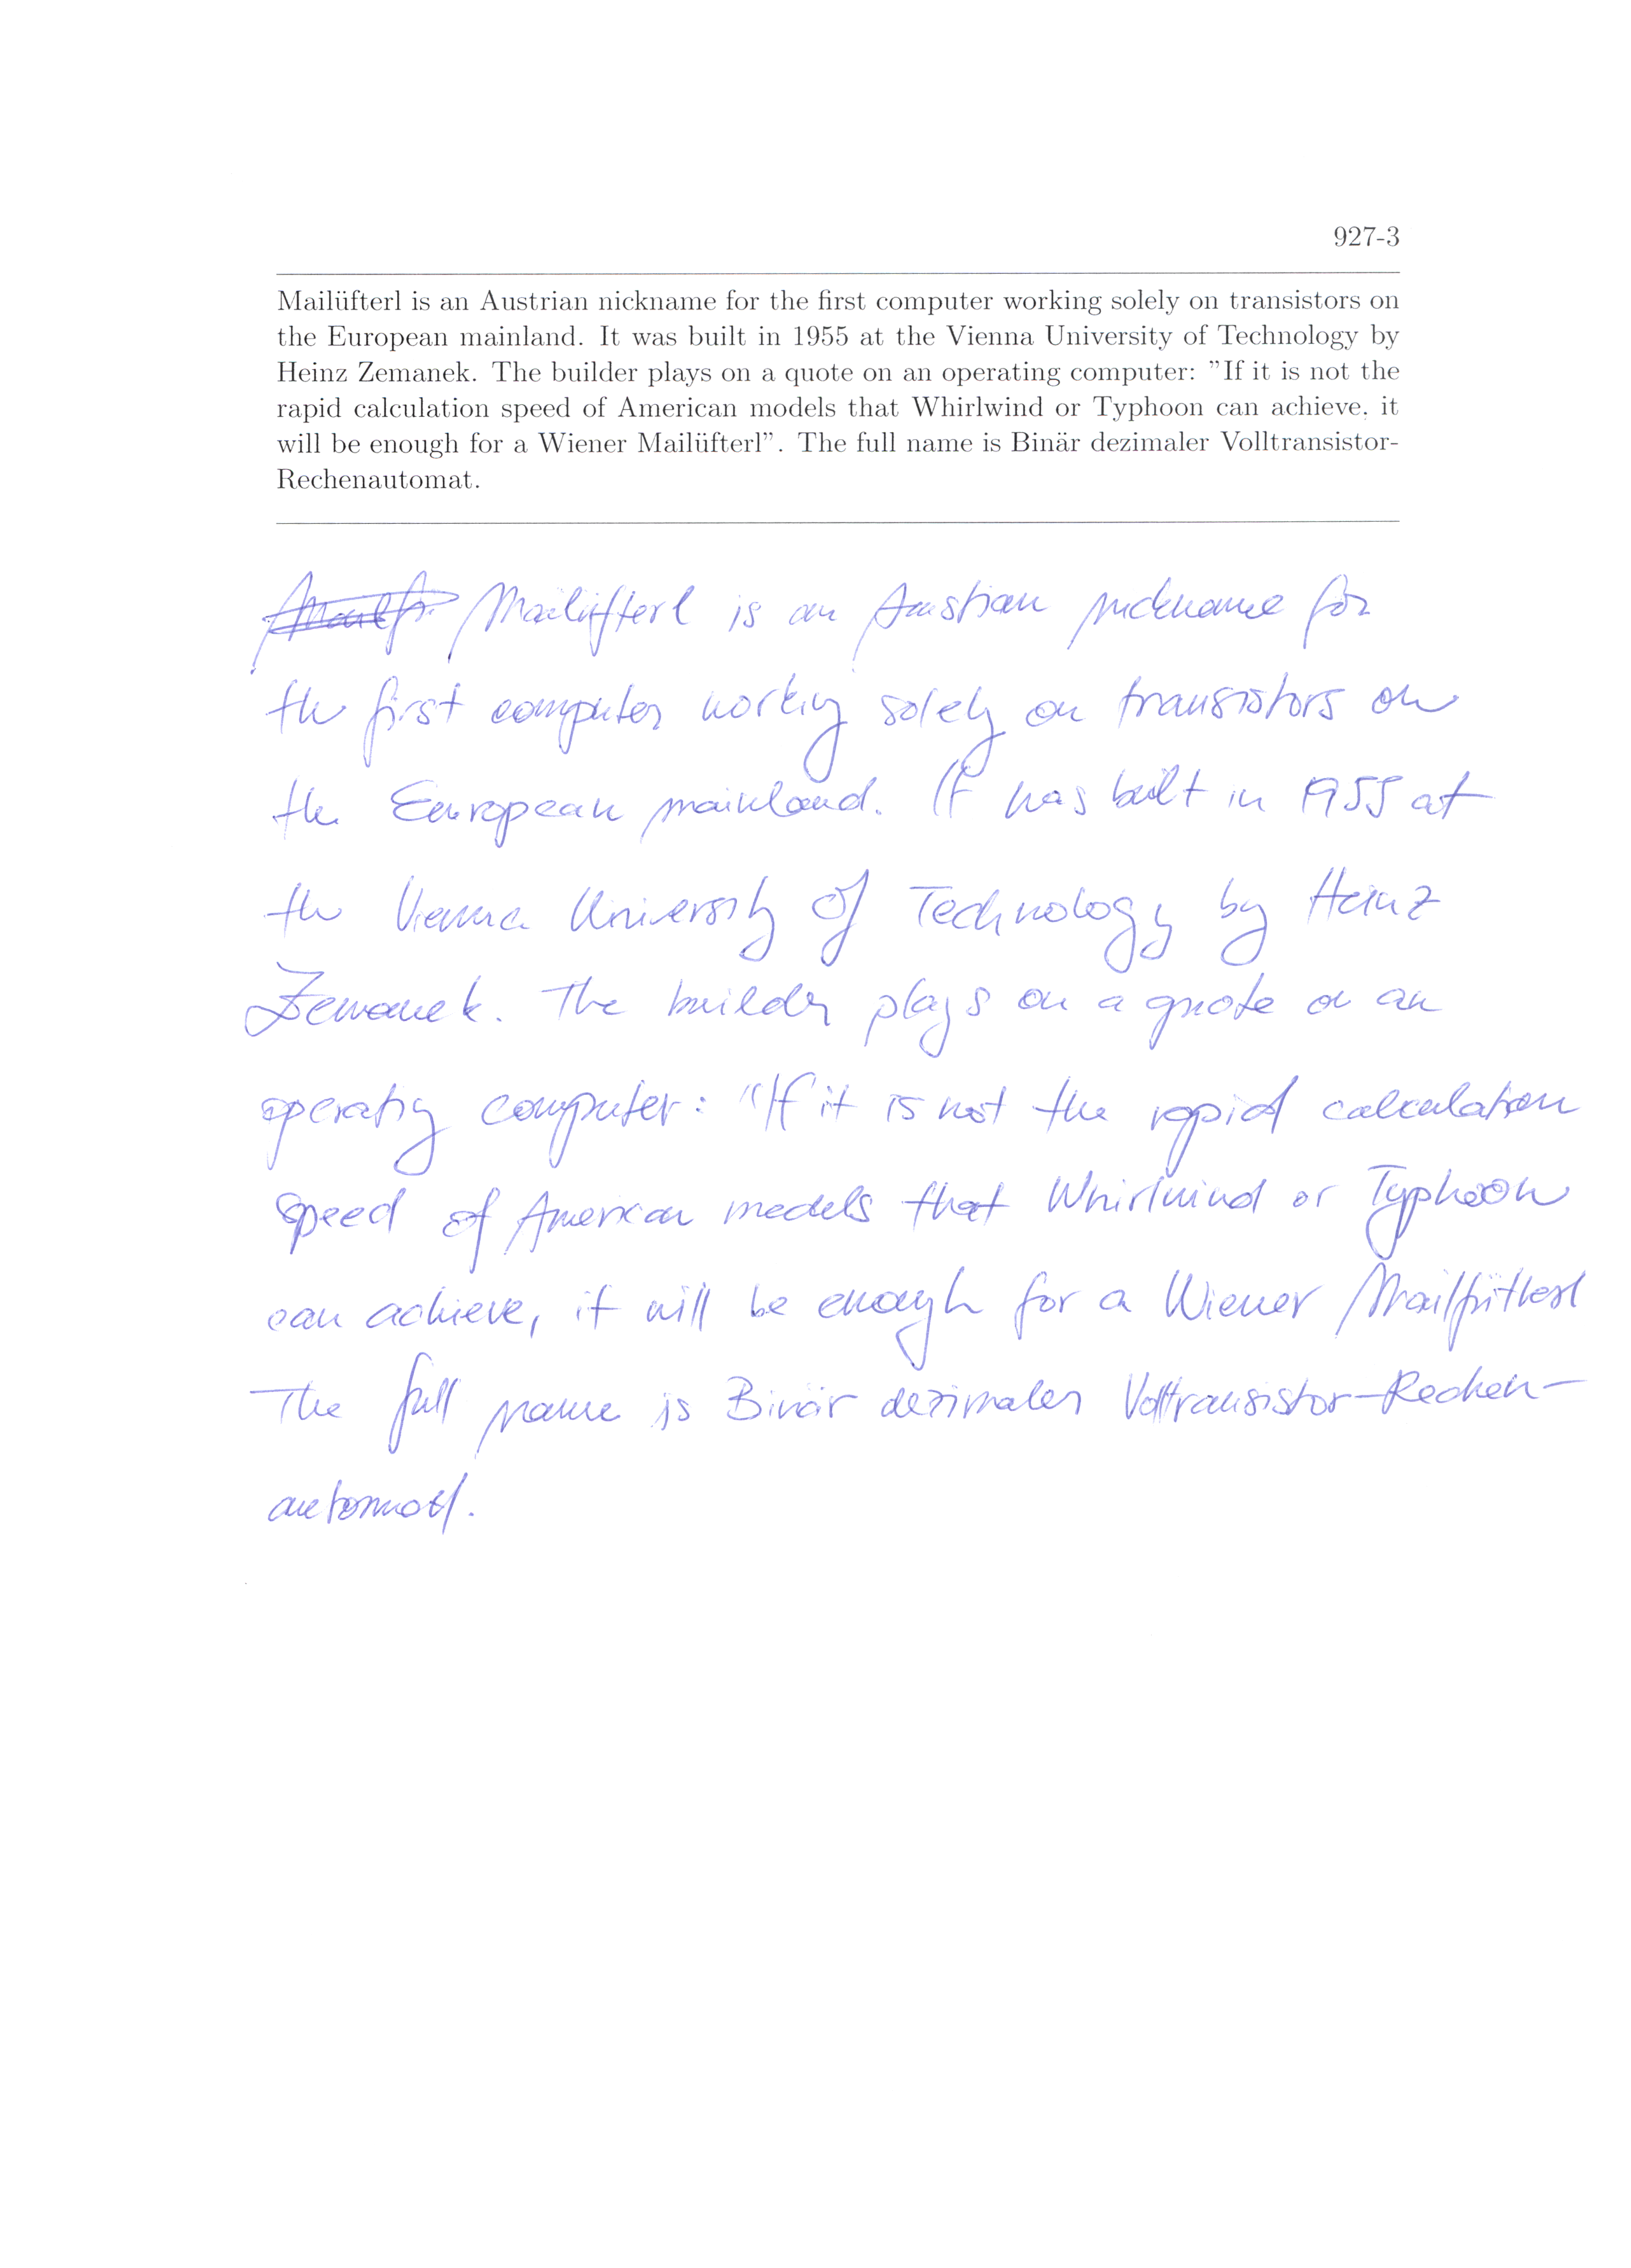 927-3
Mailüfterl is an Austrian nickname for the first computer working solely on transistors on
the European mainland. It was built in 1955 at the Vienna University of Technology by
Heinz Zemanek. The builder plays on a quote on an operating computer: ”If it is not the
rapid calculation speed of American models that Whirlwind or Typhoon can achieve, it
will be enough for a Wiener Mailüfterl”. The full name is Binär dezimaler Volltransistor-
Rechenautomat.
Mailüfterl is an Austrian nickname for
the first computer working solely on transistors on
the European mainland. It was built in 1955 at
the Vienna University of Technology by Heinz
Zemanek. The builder plays on a quote on an
operating computer: "If it is not the rapid calculation
speed of American models that Whirlwind or Typhoon
can achieve, it will be enough for a Wiener Mailfüterl
The full name is Binär dezimaler Volltransistor-Rechen-
automat.